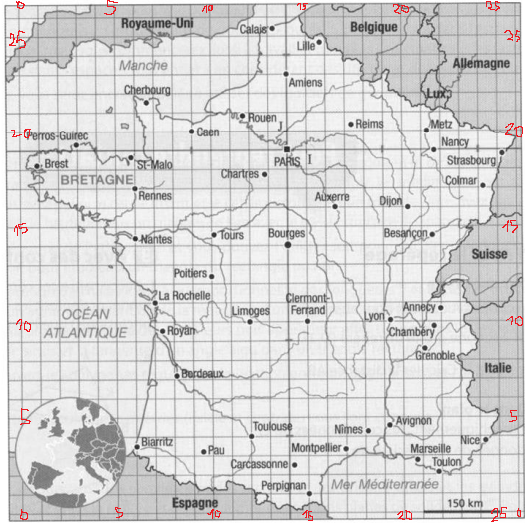 0 5 10 15 20 25
Royaume-Uni
Calais
Belgique
25 Lille 25
Manche
Allemagne
Amiens
Cherbourg
Lux.
Rouen
J
Reims
Metz
20 Caen 20
Perros-Guirec
Nancy
Brest
St-Malo
PARIS I
Strasbourg
Chartres
Colmar
BRETAGNE
Rennes
Auxerre
Dijon
15 15
Nantes
Tours
Bourges
Besançon
Suisse
Poitiers
La Rochelle
Clermont-
Ferrand
Annecy
OCÉAN
ATLANTIQUE
Limoges
Lyon
10 10
Royan
Chambéry
Grenoble
Italie
Bordeaux
5 5
Toulouse
Nîmes
Avignon
Biarritz
Pau
Montpellier
Marseille
Nice
Carcassonne
Toulon
Perpignan
Mer Méditerranée
Espagne
150 km
0 5 10 15 20 25